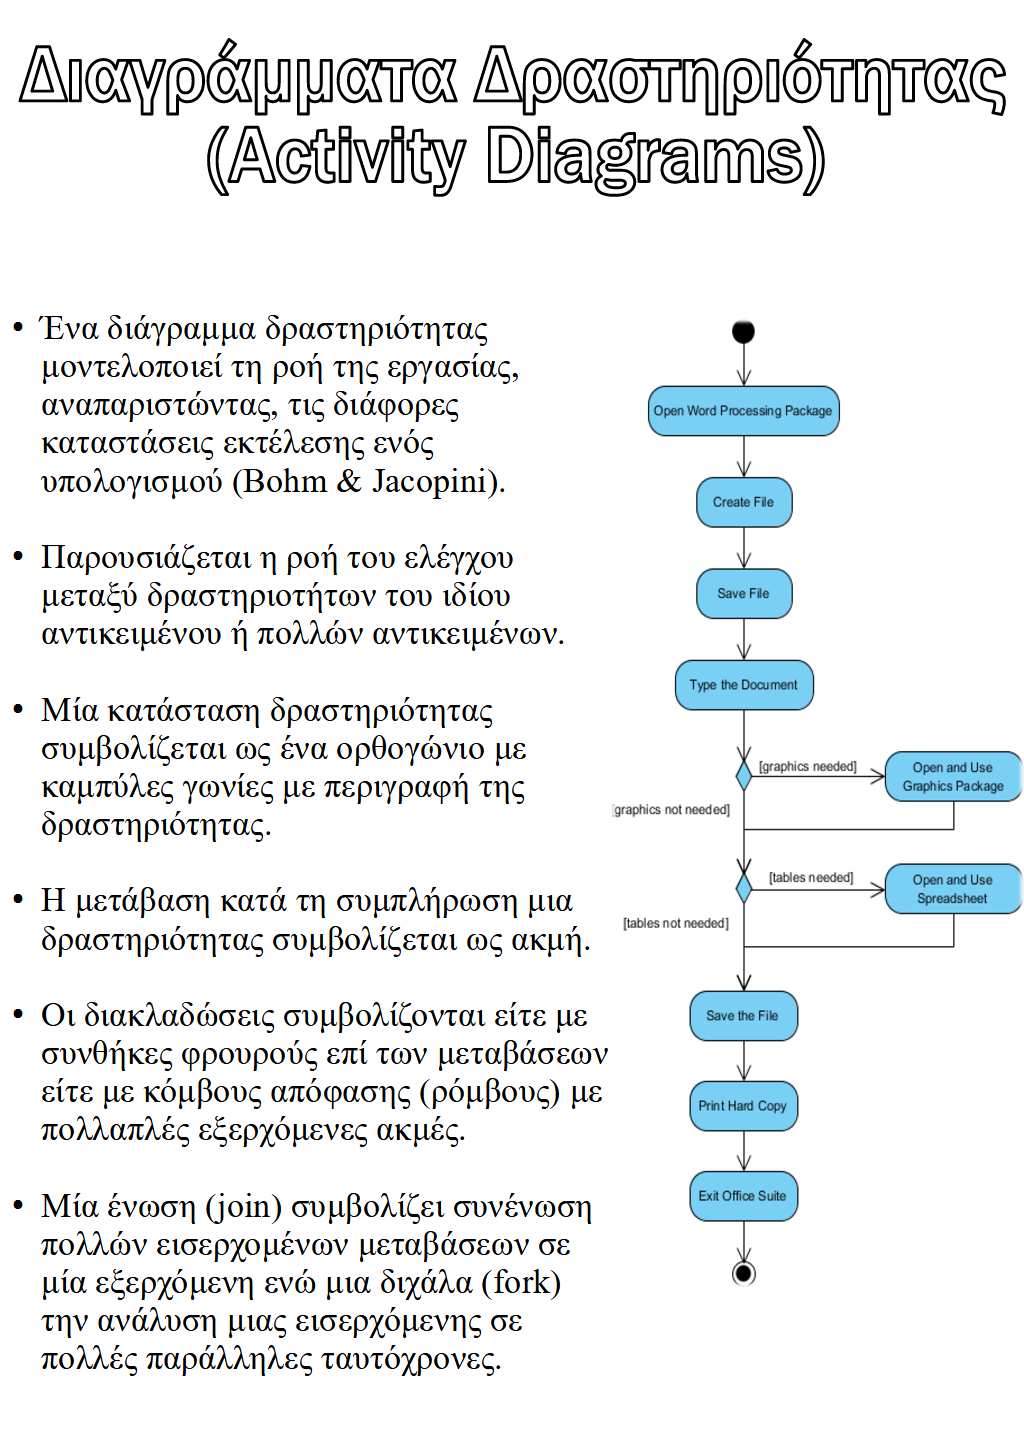 Διαγράμματα Δραστηριότητας
(Activity Diagrams)
• Ένα διάγραμμα δραστηριότητας
μοντελοποιεί τη ροή της εργασίας,
αναπαριστώντας, τις διάφορες
καταστάσεις εκτέλεσης ενός
υπολογισμού (Bohm & Jacopini).
• Παρουσιάζεται η ροή του ελέγχου
μεταξύ δραστηριοτήτων του ιδίου
αντικειμένου ή πολλών αντικειμένων.
• Μία κατάσταση δραστηριότητας
συμβολίζεται ως ένα ορθογώνιο με
καμπύλες γωνίες με περιγραφή της
δραστηριότητας.
• Η μετάβαση κατά τη συμπλήρωση μια
δραστηριότητας συμβολίζεται ως ακμή.
• Οι διακλαδώσεις συμβολίζονται είτε με
συνθήκες φρουρούς επί των μεταβάσεων
είτε με κόμβους απόφασης (ρόμβους) με
πολλαπλές εξερχόμενες ακμές.
• Μία ένωση (join) συμβολίζει συνένωση
πολλών εισερχομένων μεταβάσεων σε
μία εξερχόμενη ενώ μια διχάλα (fork)
την ανάλυση μιας εισερχόμενης σε
πολλές παράλληλες ταυτόχρονες.
Open Word Processing Package
Create File
Save File
Type the Document
[graphics needed]
Open and Use
Graphics Package
[graphics not needed]
[tables needed]
Open and Use
Spreadsheet
[tables not needed]
Save the File
Print Hard Copy
Exit Office Suite